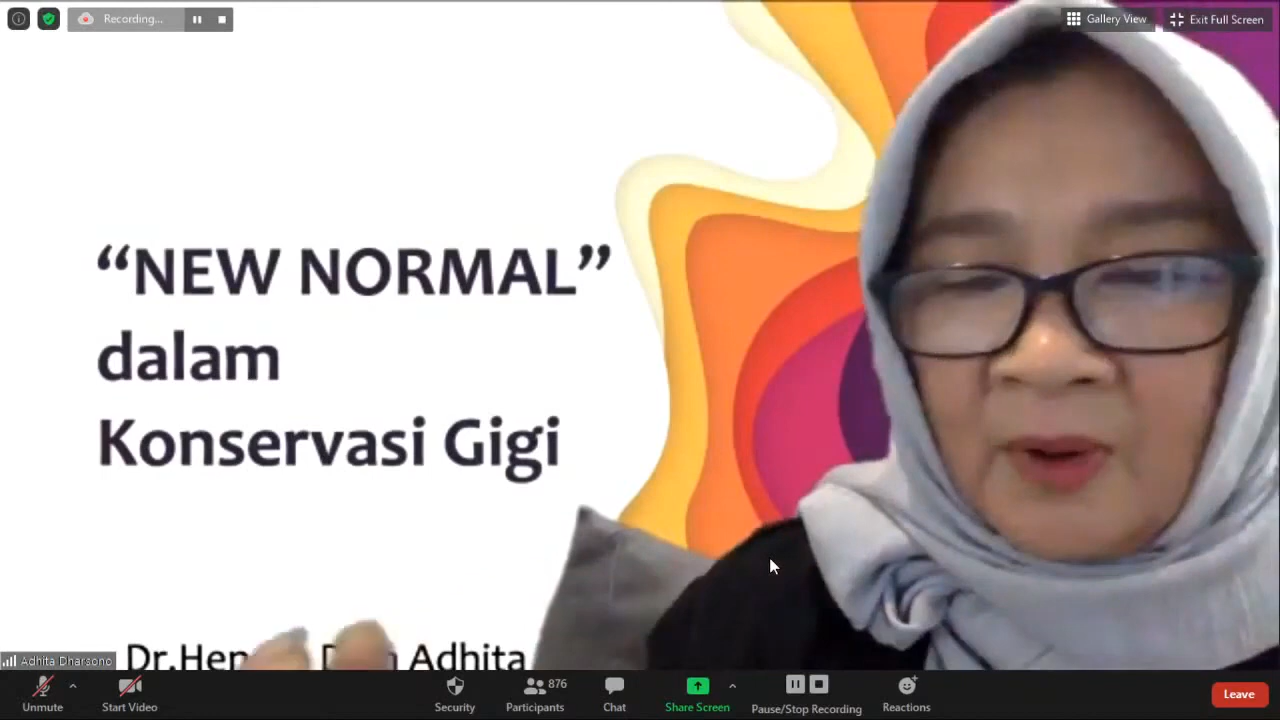 Recording...
Gallery View
Exit Full Screen
“NEW NORMAL”
dalam
Konservasi Gigi
Adhita Dharsono
Dr. Adhita
Unmute
Start Video
Security
Participants
876
Chat
Share Screen
Pause/Stop Recording
Reactions
Leave